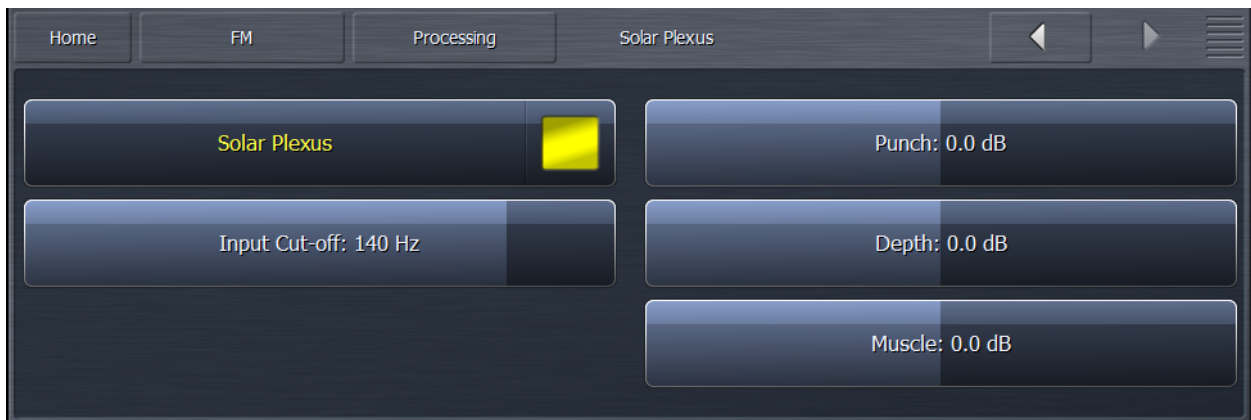 Home
FM
Processing
Solar Plexus
Solar Plexus
Punch: 0.0 dB
Input Cut-off: 140 Hz
Depth: 0.0 dB
Muscle: 0.0 dB